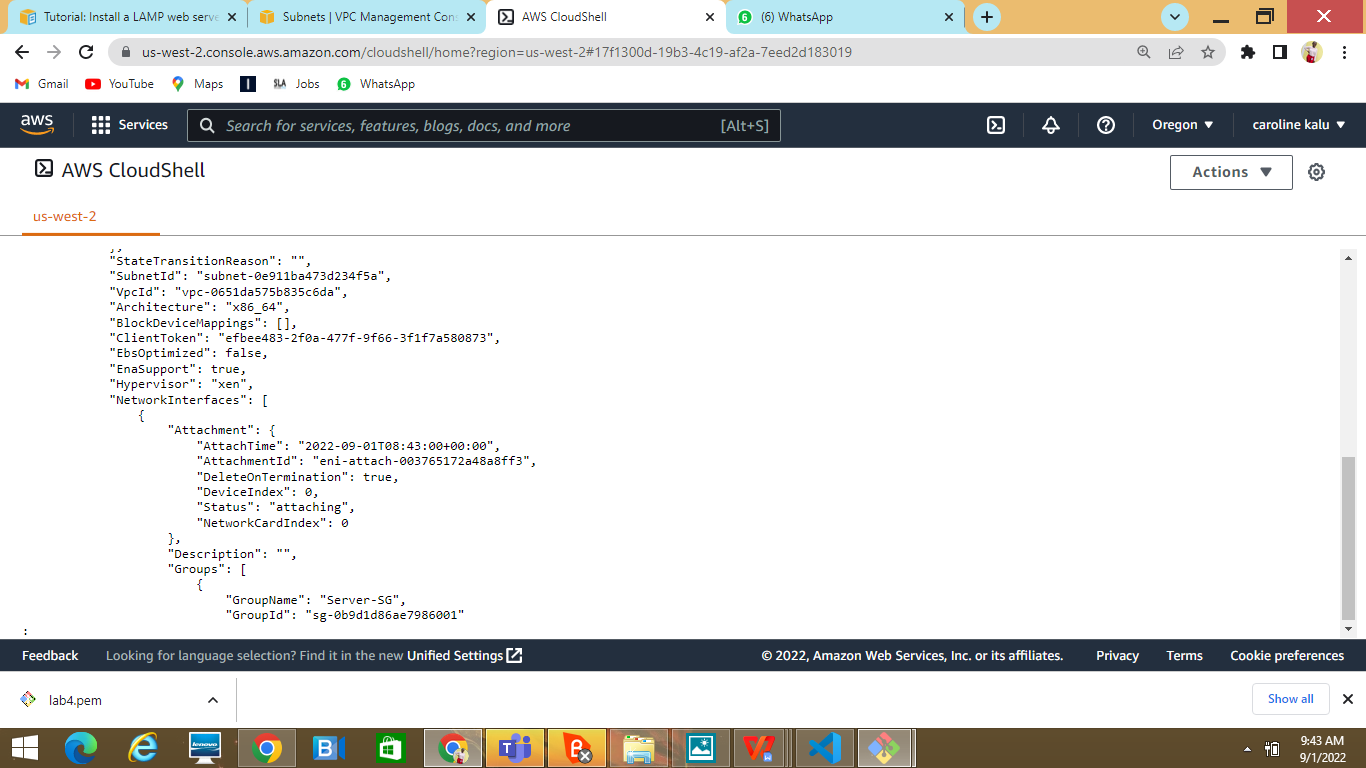 Tutorial: Install a LAMP web serve
Subnets | VPC Management Cons
AWS CloudShell
(6) WhatsApp
us-west-2.console.aws.amazon.com/cloudshell/home?region=us-west-2#17f1300d-19b3-4c19-af2a-7eed2d183019
Gmail
YouTube
Maps
SLA Jobs
WhatsApp
aws
Services
Search for services, features, blogs, docs, and more
[Alt+S]
Oregon
caroline kalu
AWS CloudShell
Actions
us-west-2
},
"StateTransitionReason": "",
"SubnetId": "subnet-0e911ba473d234f5a",
"VpcId": "vpc-0651da575b835c6da",
"Architecture": "x86_64",
"BlockDeviceMappings": [],
"ClientToken": "efbee483-2f0a-477f-9f66-3f1f7a580873",
"EbsOptimized": false,
"EnaSupport": true,
"Hypervisor": "xen",
"NetworkInterfaces": [
{
"Attachment": {
"AttachTime": "2022-09-01T08:43:00+00:00",
"AttachmentId": "eni-attach-003765172a48a8ff3",
"DeleteOnTermination": true,
"DeviceIndex": 0,
"Status": "attaching",
"NetworkCardIndex": 0
},
"Description": "",
"Groups": [
{
"GroupName": "Server-SG",
"GroupId": "sg-0b9d1d86ae7986001"
:
Feedback
Looking for language selection? Find it in the new Unified Settings
© 2022, Amazon Web Services, Inc. or its affiliates.
Privacy
Terms
Cookie preferences
lab4.pem
Show all
lenovo
9:43 AM
9/1/2022